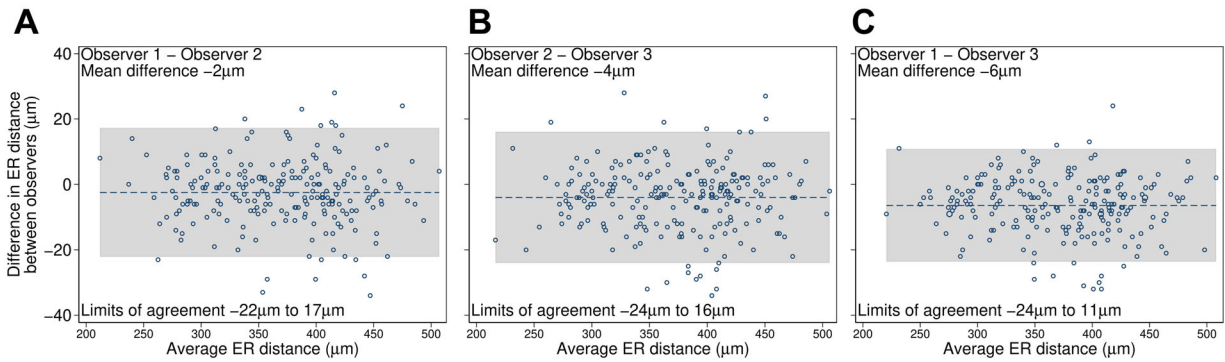 A
B
C
Observer 1 – Observer 2
Mean difference −2μm
Observer 2 – Observer 3
Mean difference −4μm
Observer 1 – Observer 3
Mean difference −6μm
Difference in ER distance
between observers (μm)
40
20
0
−20
−40
Limits of agreement −22μm to 17μm
Limits of agreement −24μm to 16μm
Limits of agreement −24μm to 11μm
200 250 300 350 400 450 500
200 250 300 350 400 450 500
200 250 300 350 400 450 500
Average ER distance (μm)
Average ER distance (μm)
Average ER distance (μm)